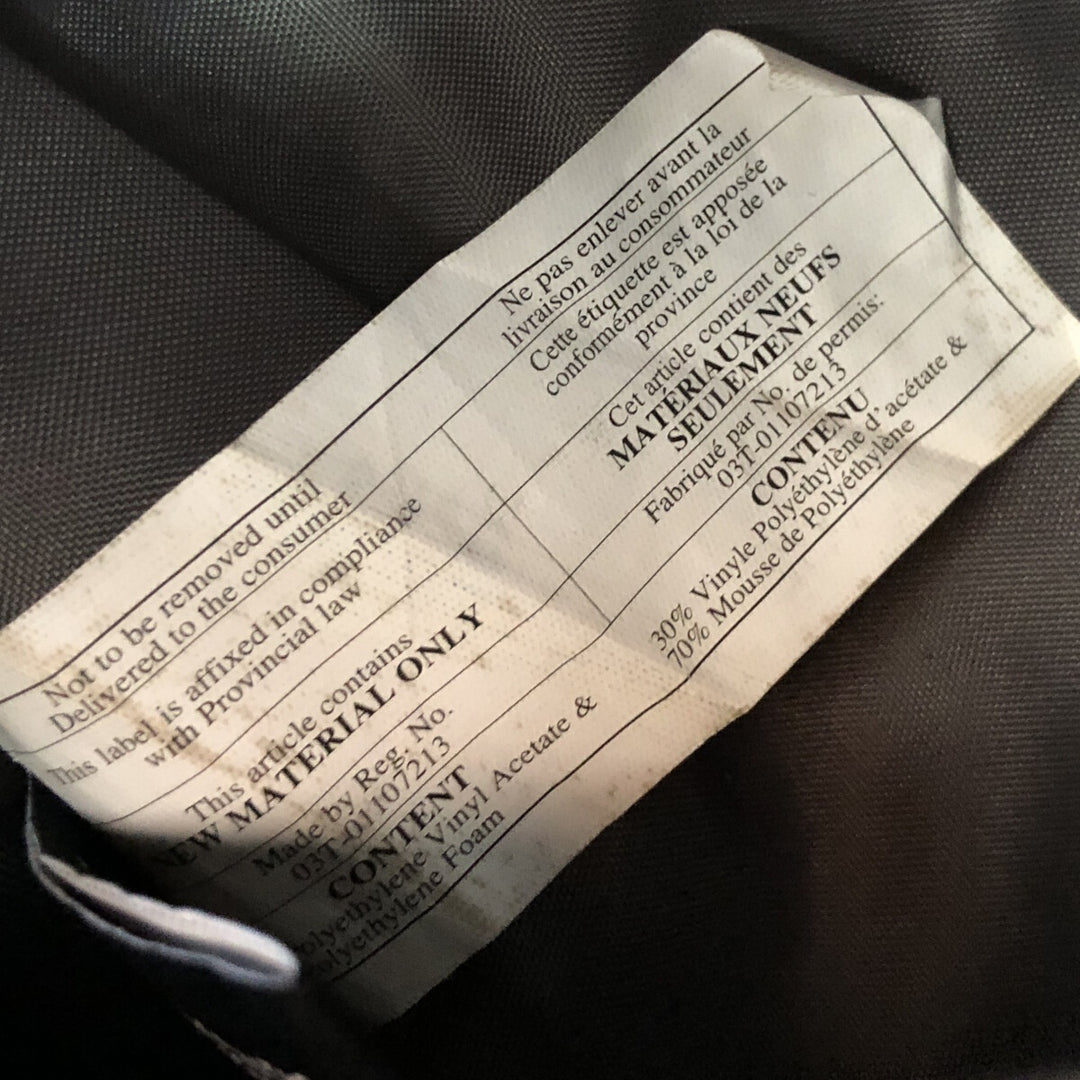 Not to be removed until
Delivered to the consumer
This label is affixed in compliance
with Provincial law
This article contains
NEW MATERIAL ONLY
Made by Reg. No.
03T-01107213
CONTENT
Polyethylene Vinyl Acetate &
Polyethylene Foam
Ne pas enlever avant la
livraison au consommateur
Cette étiquette est apposée
conformément à la loi de la
province
Cet article contient des
MATÉRIAUX NEUFS
SEULEMENT
Fabriqué par No. de permis:
03T-01107213
CONTENU
30% Vinyle Polyéthylène d'acétate &
70% Mousse de Polyéthylène